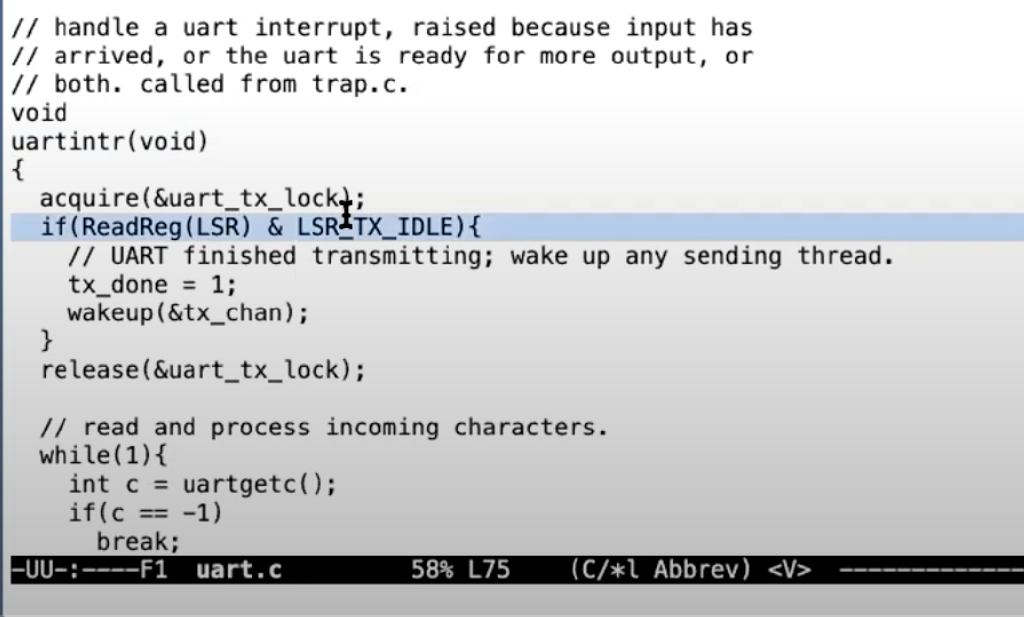 // handle a uart interrupt, raised because input has
// arrived, or the uart is ready for more output, or
// both. called from trap.c.
void
uartintr(void)
{
  acquire(&uart_tx_lock);
  if(ReadReg(LSR) & LSR_TX_IDLE){
    // UART finished transmitting; wake up any sending thread.
    tx_done = 1;
    wakeup(&tx_chan);
  }
  release(&uart_tx_lock);

  // read and process incoming characters.
  while(1){
    int c = uartgetc();
    if(c == -1)
      break;
-UU-:----F1  uart.c         58% L75    (C/*l Abbrev) <V>  -------------